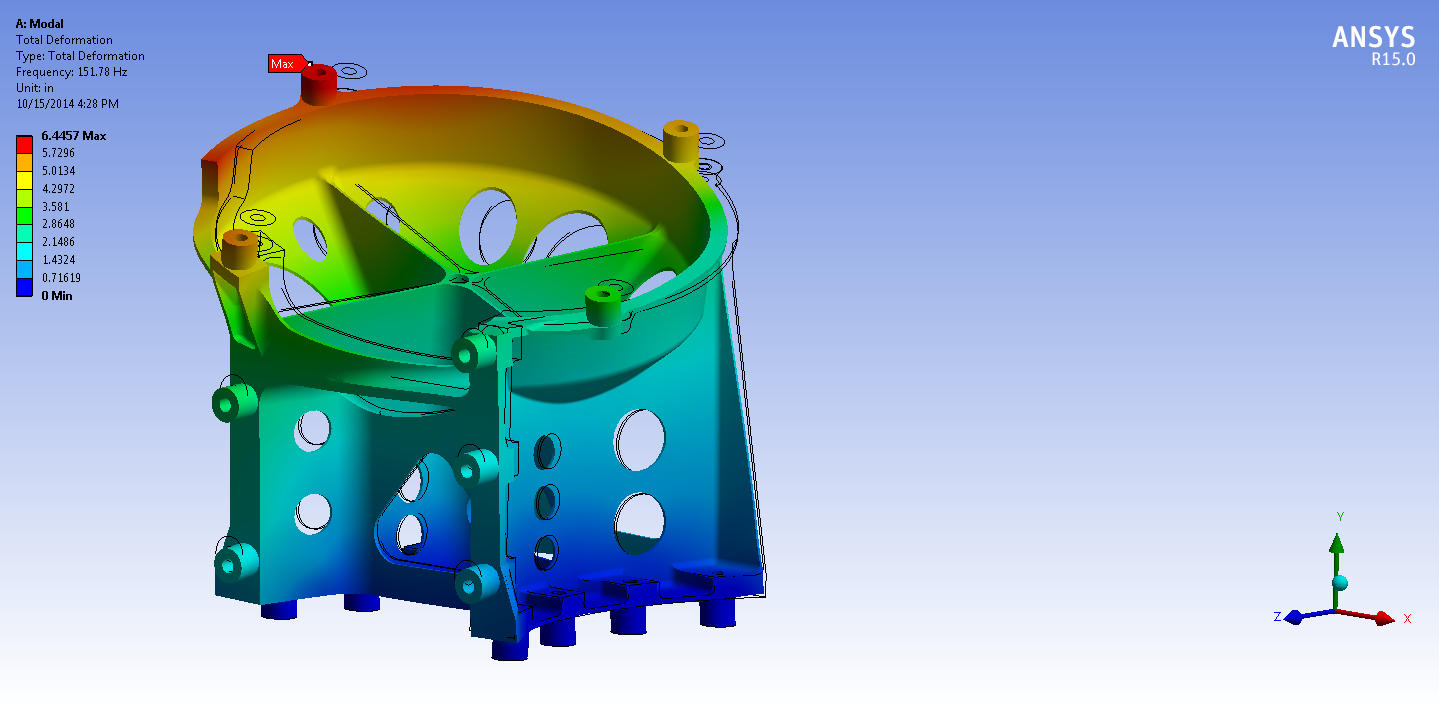 A: Modal
Total Deformation
Type: Total Deformation
Frequency: 151.78 Hz
Unit: in
10/15/2014 4:28 PM
6.4457 Max
5.7296
5.0134
4.2972
3.581
2.8648
2.1486
1.4324
0.71619
0 Min
Max
ANSYS
R15.0
Y
Z
X